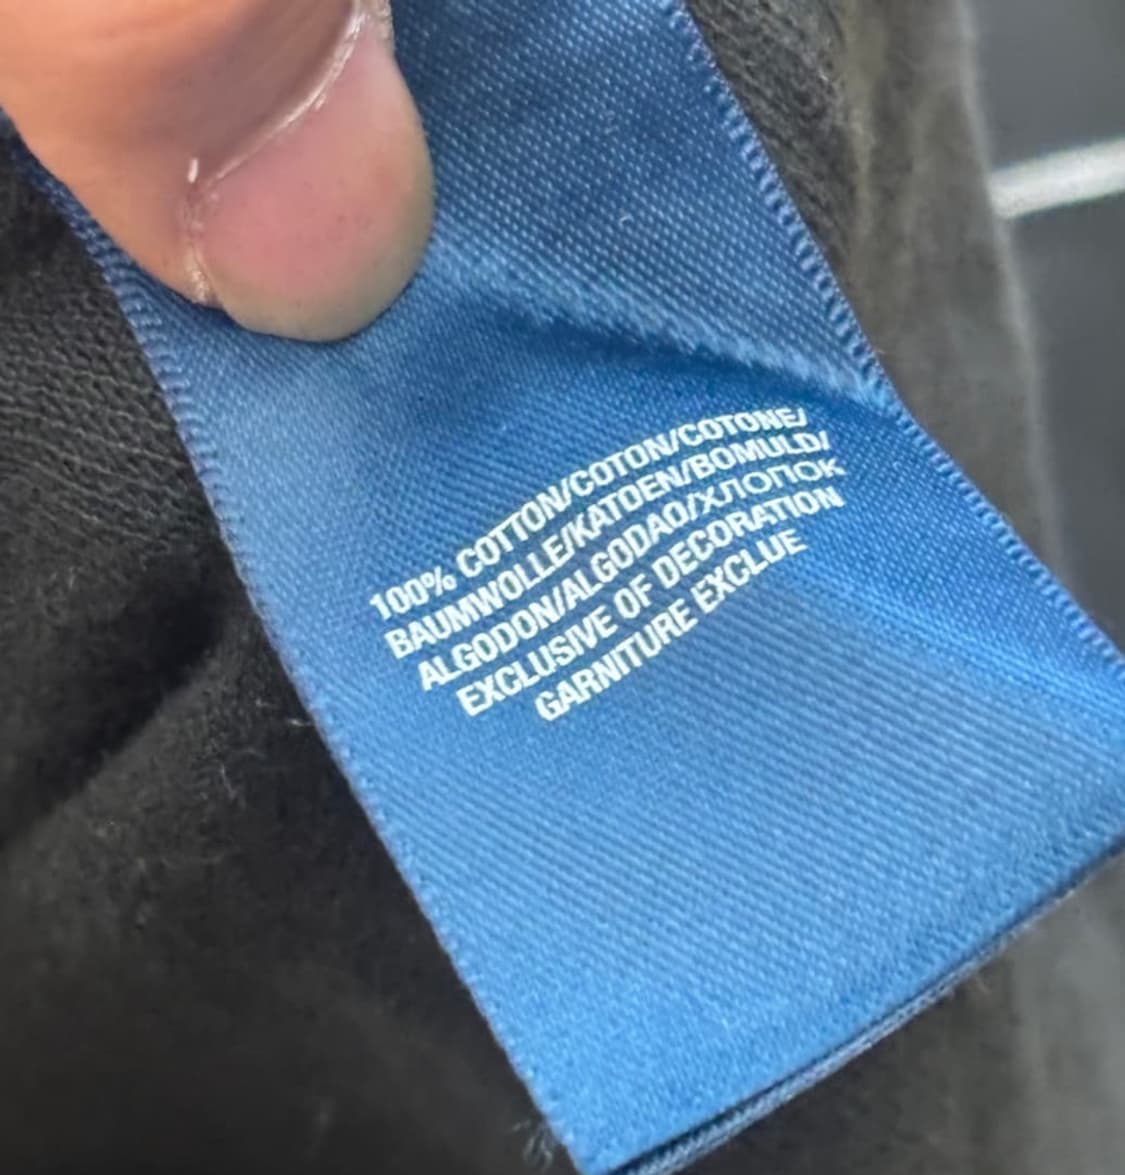 100% COTTON/COTON/COTONE/
BAUMWOLLE/KATOEN/BOMULD/
ALGODON/ALGODAO/ХЛОПОК
EXCLUSIVE OF DECORATION
GARNITURE EXCLUE